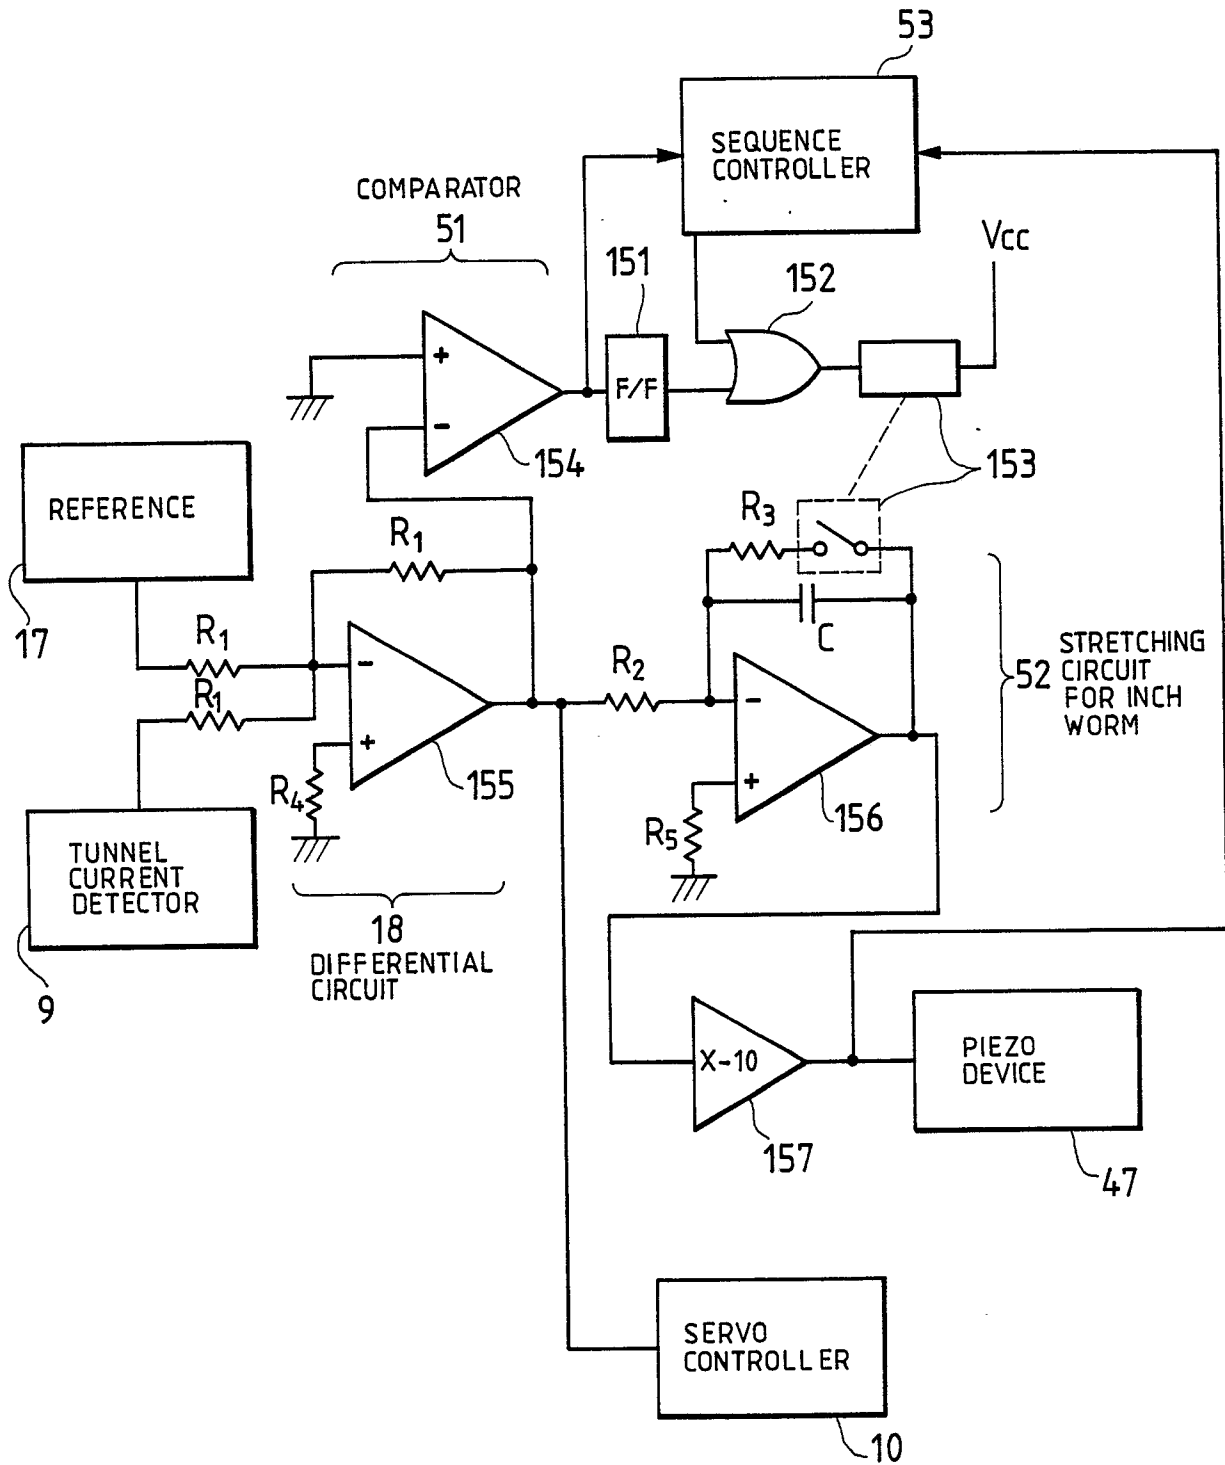 53
SEQUENCE
CONTROLLER
COMPARATOR
51
151
152
VCC
+
-
F/F
154
153
REFERENCE
17
R1
R3
C
R1
R1
-
+
R2
-
+
52
STRETCHING
CIRCUIT
FOR INCH
WORM
R4
155
R5
156
TUNNEL
CURRENT
DETECTOR
9
18
DIFFERENTIAL
CIRCUIT
X-10
157
PIEZO
DEVICE
47
SERVO
CONTROLLER
10